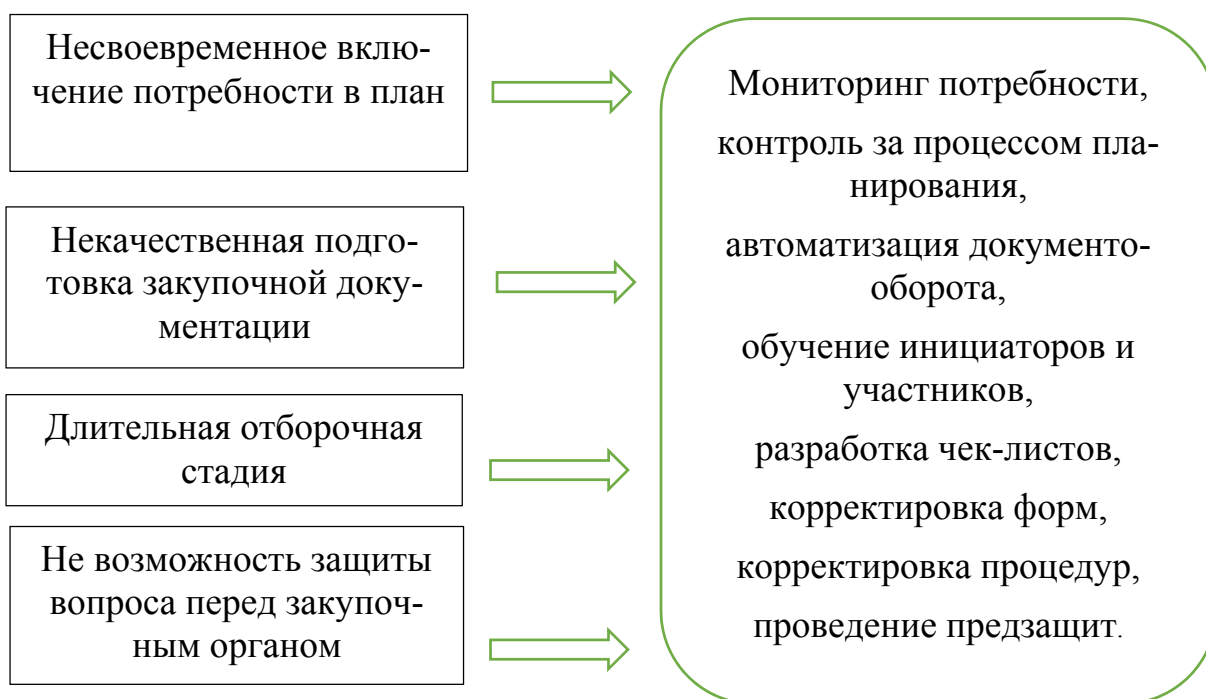 Несвоевременное вклю-
чение потребности в план
Некачественная подго-
товка закупочной доку-
ментации
Длительная отборочная
стадия
Не возможность защиты
вопроса перед закупоч-
ным органом
Мониторинг потребности,
контроль за процессом пла-
нирования,
автоматизация документо-
оборота,
обучение инициаторов и
участников,
разработка чек-листов,
корректировка форм,
корректировка процедур,
проведение предзащит.